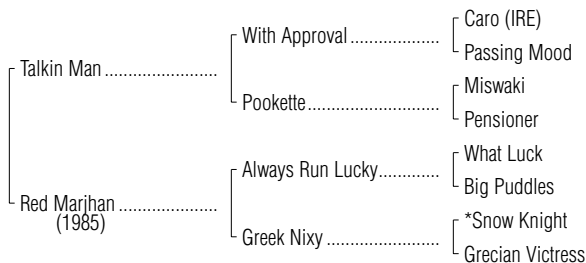 Caro (IRE)
With Approval ...................
Passing Mood
Talkin Man ........................
Miswaki
Pookette............................
Pensioner
What Luck
Always Run Lucky.............
Big Puddles
Red Marjhan .....................
(1985)
*Snow Knight
Greek Nixy ........................
Grecian Victress